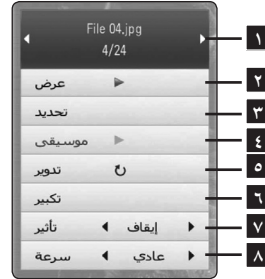 File 04.jpg
4/24
١
عرض
٢
تحديد
٣
موسيقى
٤
تدوير
٥
تكبير
٦
تأثير إيقاف
٧
سرعة عادي
٨